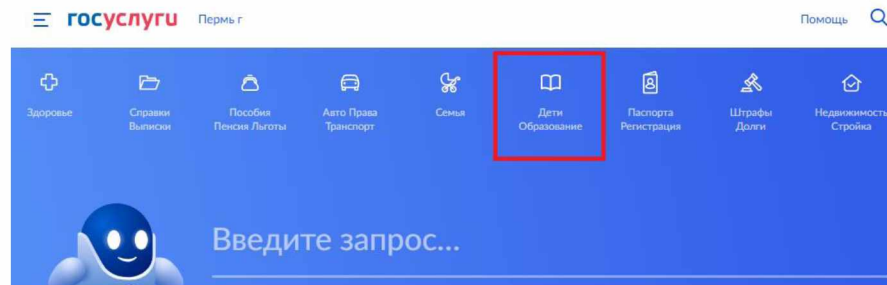 госуслуги Пермь г Помощь
Здоровье
Справки
Выписки
Пособия
Пенсия Льготы
Авто Права
Транспорт
Семья
Дети
Образование
Паспорта
Регистрация
Штрафы
Долги
Недвижимость
Стройка
Введите запрос...